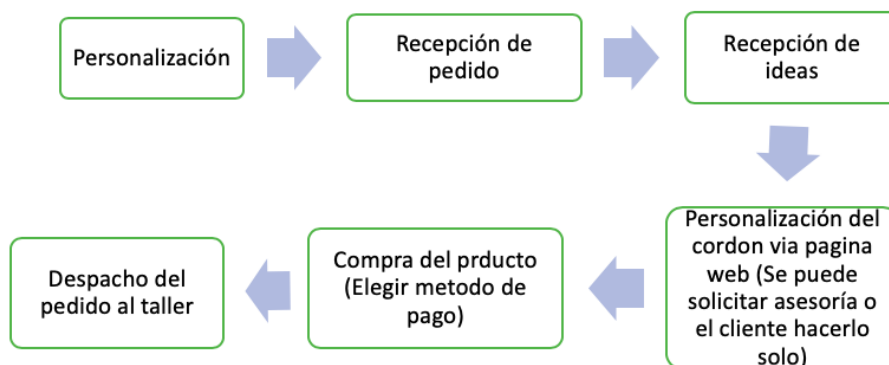 Personalización
Recepción de
pedido
Recepción de
ideas
Personalización del
cordon via pagina
web (Se puede
solicitar asesoría o
el cliente hacerlo
solo)
Compra del prducto
(Elegir metodo de
pago)
Despacho del
pedido al taller